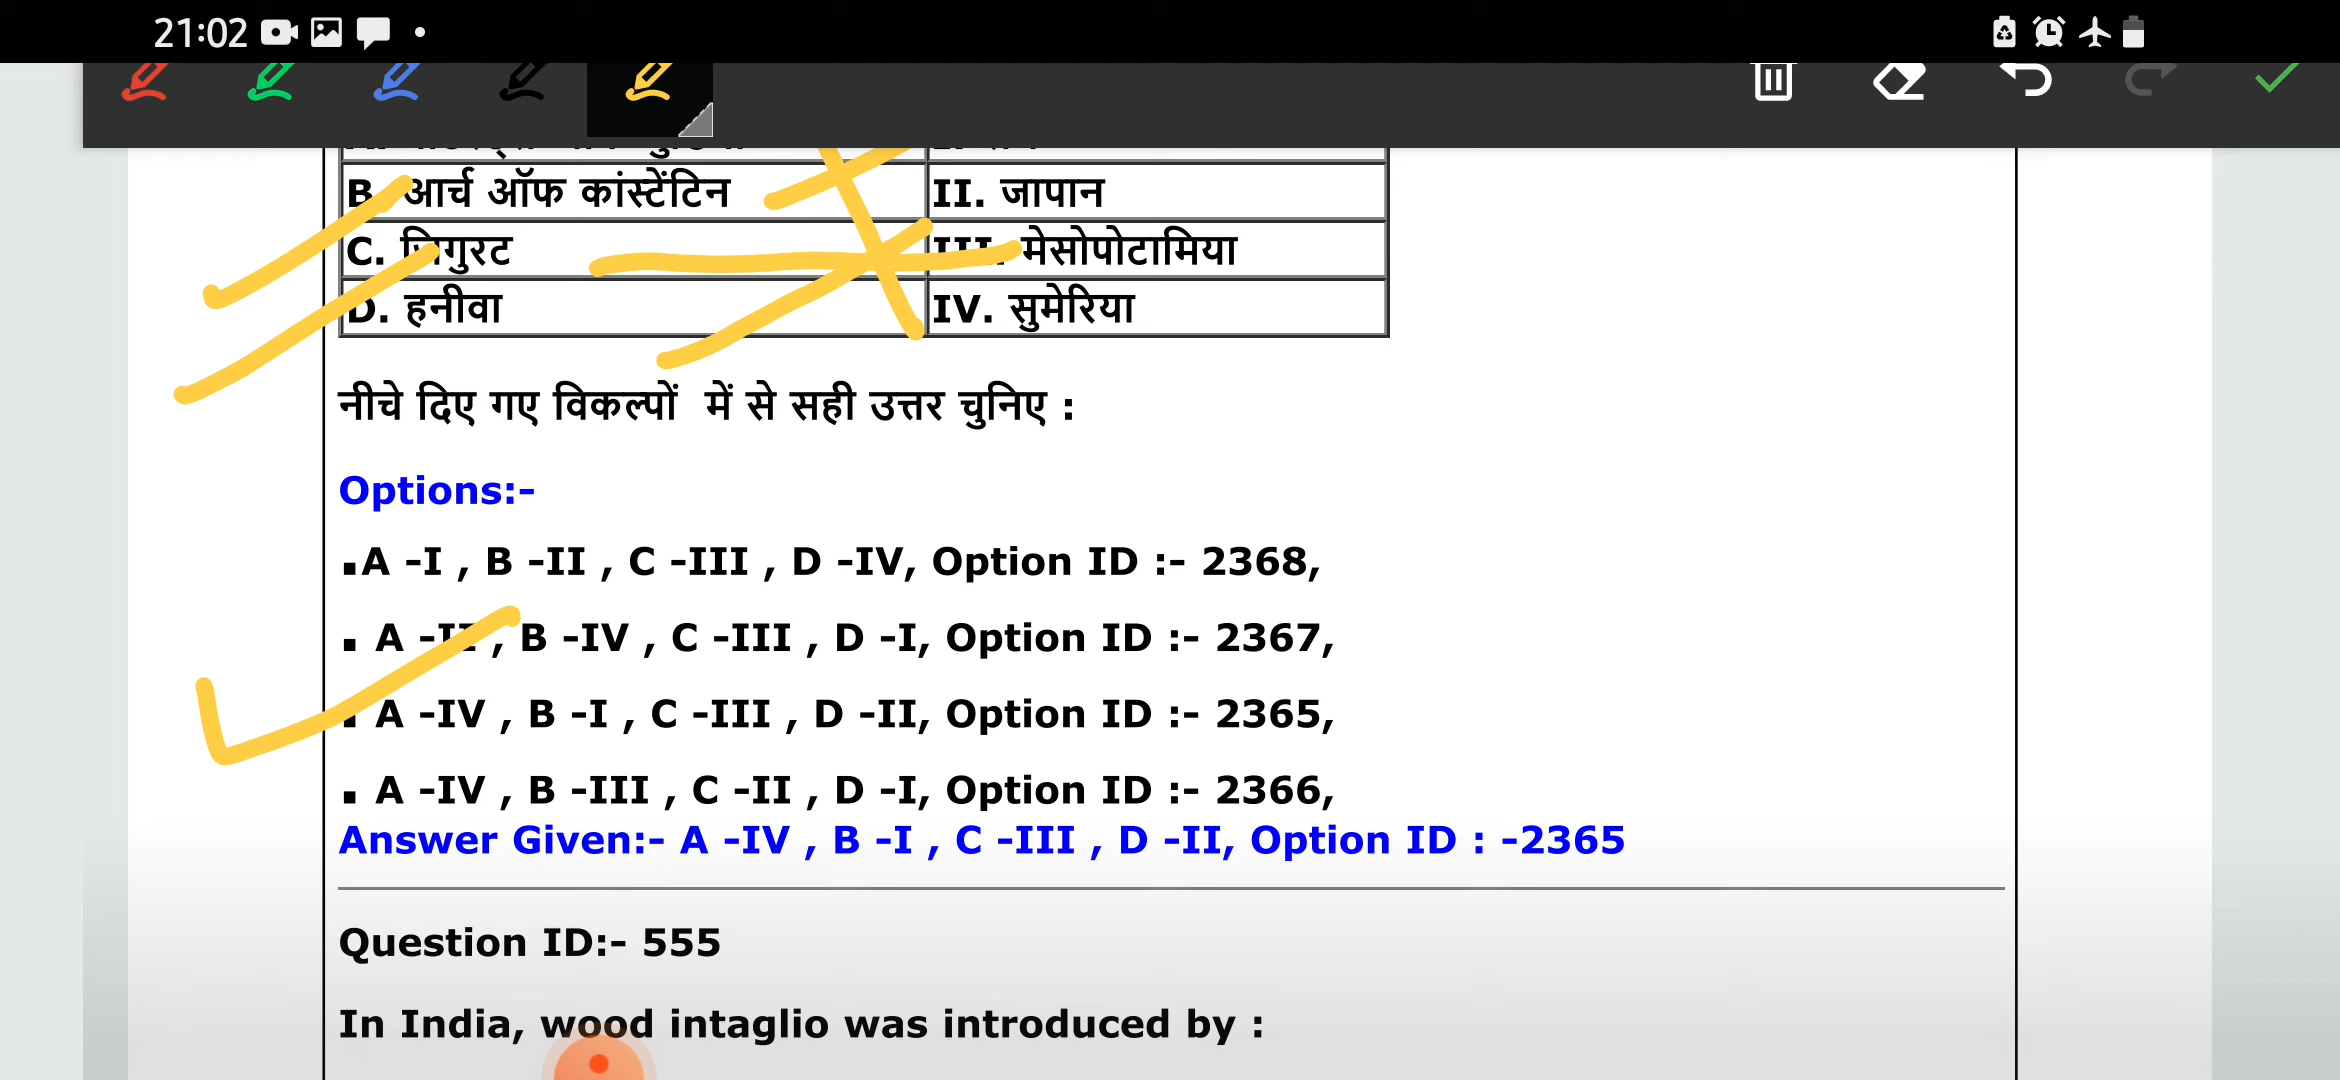 21:02
B. आर्च ऑफ कांस्टेंटिन II. जापान
C. जिगुरट III. मेसोपोटामिया
D. हनीवा IV. सुमेरिया
नीचे दिए गए विकल्पों में से सही उत्तर चुनिए :
Options:-
▪A -I , B -II , C -III , D -IV, Option ID :- 2368,
▪ A -II , B -IV , C -III , D -I, Option ID :- 2367,
▪ A -IV , B -I , C -III , D -II, Option ID :- 2365,
▪ A -IV , B -III , C -II , D -I, Option ID :- 2366,
Answer Given:- A -IV , B -I , C -III , D -II, Option ID : -2365
Question ID:- 555
In India, wood intaglio was introduced by :